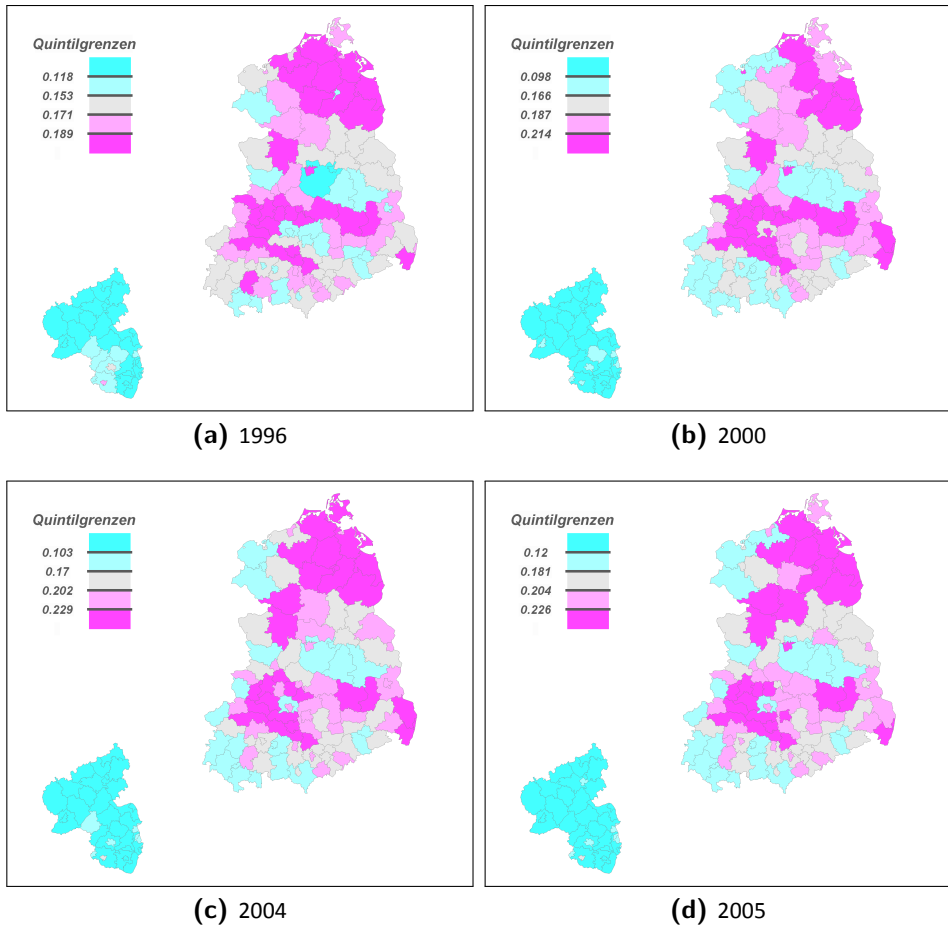 Quintilgrenzen
0.118
0.153
0.171
0.189
(a) 1996
Quintilgrenzen
0.098
0.166
0.187
0.214
(b) 2000
Quintilgrenzen
0.103
0.17
0.202
0.229
(c) 2004
Quintilgrenzen
0.12
0.181
0.204
0.226
(d) 2005